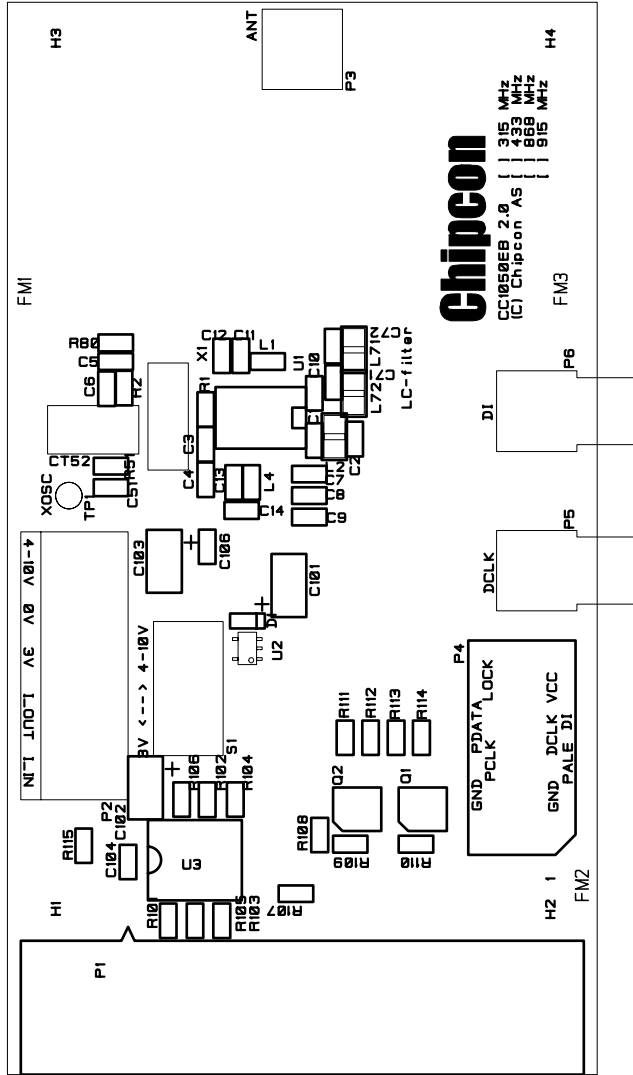 H3
ANT
P3
H4
Chipcon
CC1050EB 2.0
(C) Chipcon AS
[ ] 315 MHz
[ ] 433 MHz
[ ] 868 MHz
[ ] 915 MHz
FM1
FM3
R80
C5
C6
R2
C12
C11
X1
L1
U1
C10
L71
C72
L72
C71
LC-filter
P6
DI
R1
C3
C4
CT52
R51
C51
XOSC
TP1
C13
L4
C14
C2
L2
C7
C8
C9
P5
DCLK
C103
C106
C101
U2
4-10V 0V 3V I_OUT I_IN
3V <---> 4-10V
S1
P4
GND PDATA LOCK
PCLK
GND DCLK VCC
PALE DI
R111
R112
R113
R114
Q2
Q1
R106
R102
R104
P2
C102
R115
C104
U3
R108
R109
R110
R107
R101
R105
R103
H1
H2 1
FM2
P1